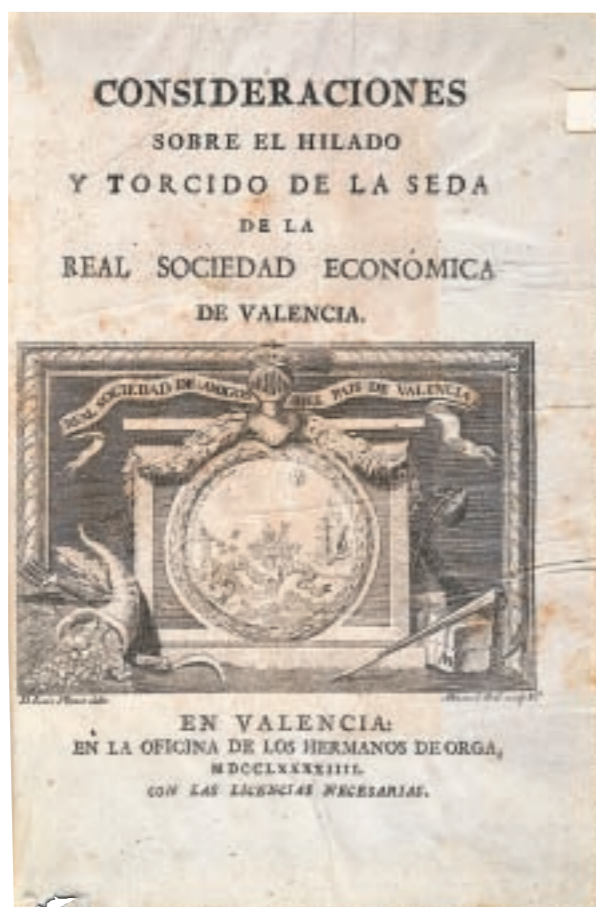 CONSIDERACIONES
SOBRE EL HILADO
Y TORCIDO DE LA SEDA
DE LA
REAL SOCIEDAD ECONÓMICA
DE VALENCIA.
REAL SOCIEDAD DE AMIGOS DEL PAIS DE VALENCIA
EN VALENCIA:
EN LA OFICINA DE LOS HERMANOS DE ORGA,
MDCCLXXXXIIII.
CON LAS LICENCIAS NECESARIAS.